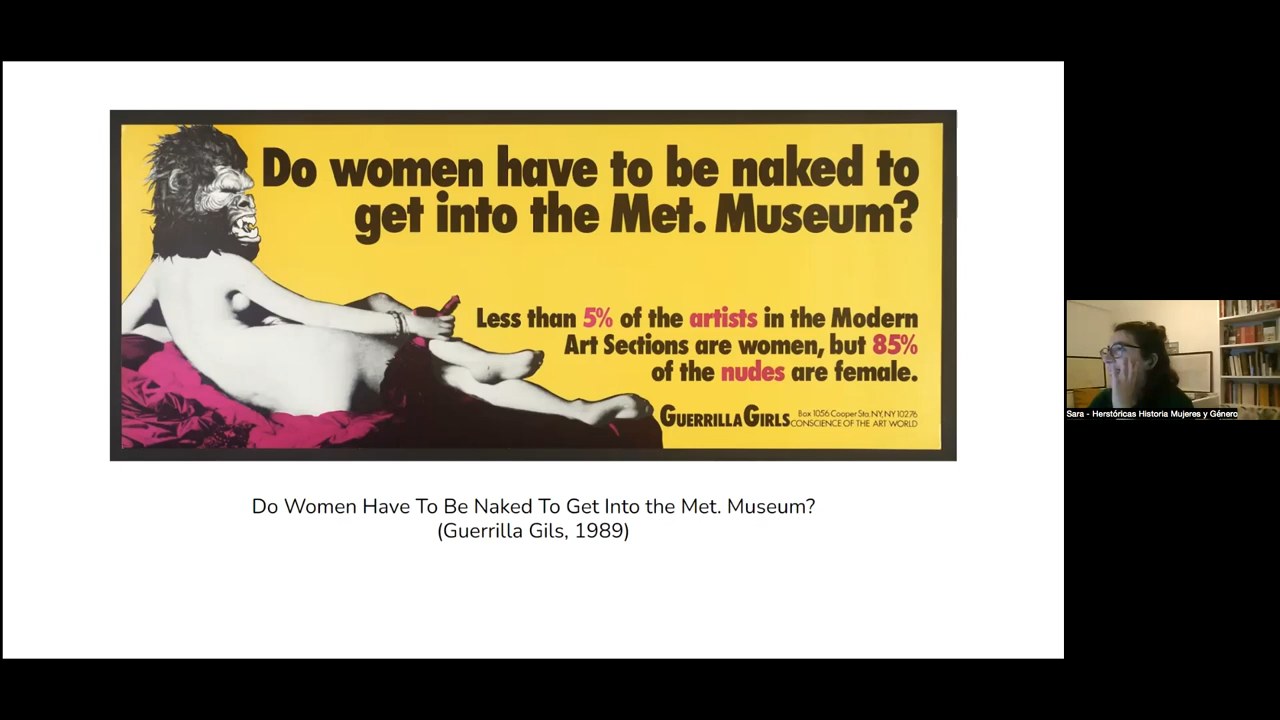 Do women have to be naked to
get into the Met. Museum?
Less than 5% of the artists in the Modern
Art Sections are women, but 85%
of the nudes are female.
GUERRILLA GIRLS Box 1056 Cooper Sta. NY, NY 10276
CONSCIENCE OF THE ART WORLD
Do Women Have To Be Naked To Get Into the Met. Museum?
(Guerrilla Gils, 1989)
Sara - Herstóricas Historia Mujeres y Género